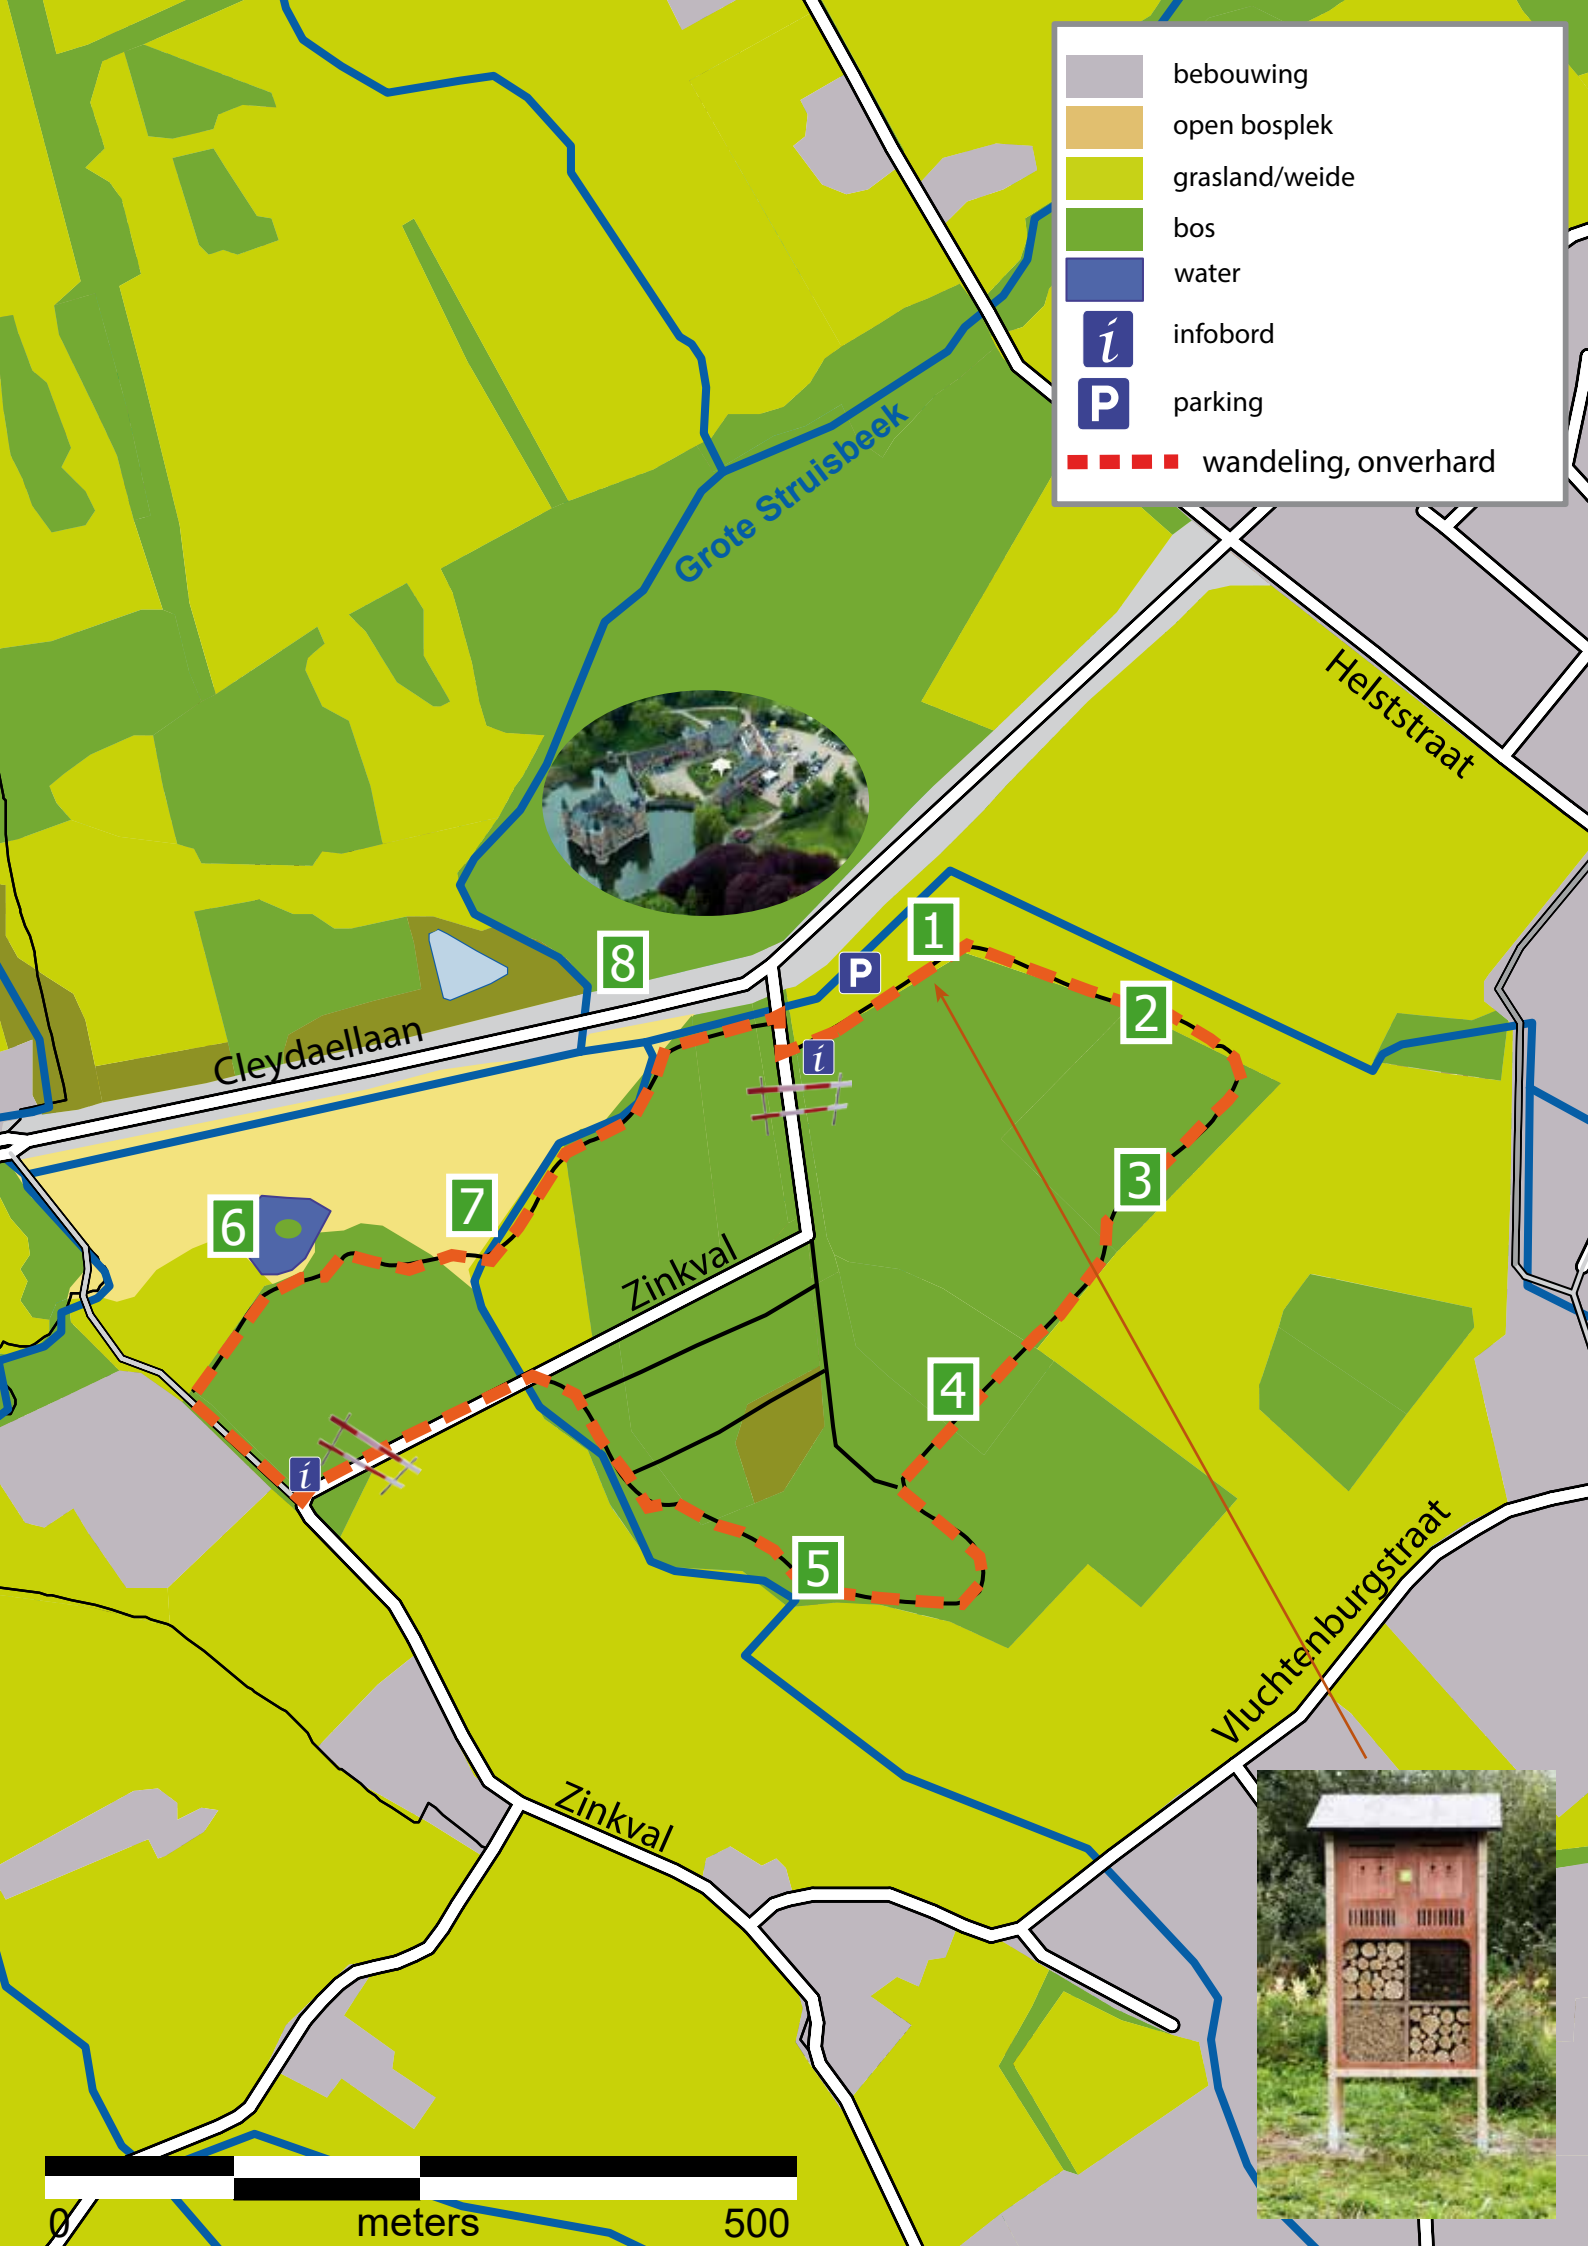 bebouwing
open bosplek
grasland/weide
bos
water
i
infobord
P
parking
wandeling, onverhard
Grote Struisbeek
Helststraat
1
8
P
2
i
Cleydaellaan
3
7
6
Zinkval
4
i
5
Vluchtenburgstraat
Zinkval
0
meters
500